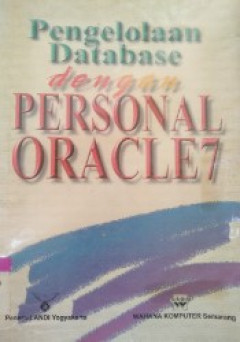 Pengelolaan
Database
dengan
PERSONAL
ORACLE7
Penerbit ANDI Yogyakarta
WAHANA KOMPUTER Semarang